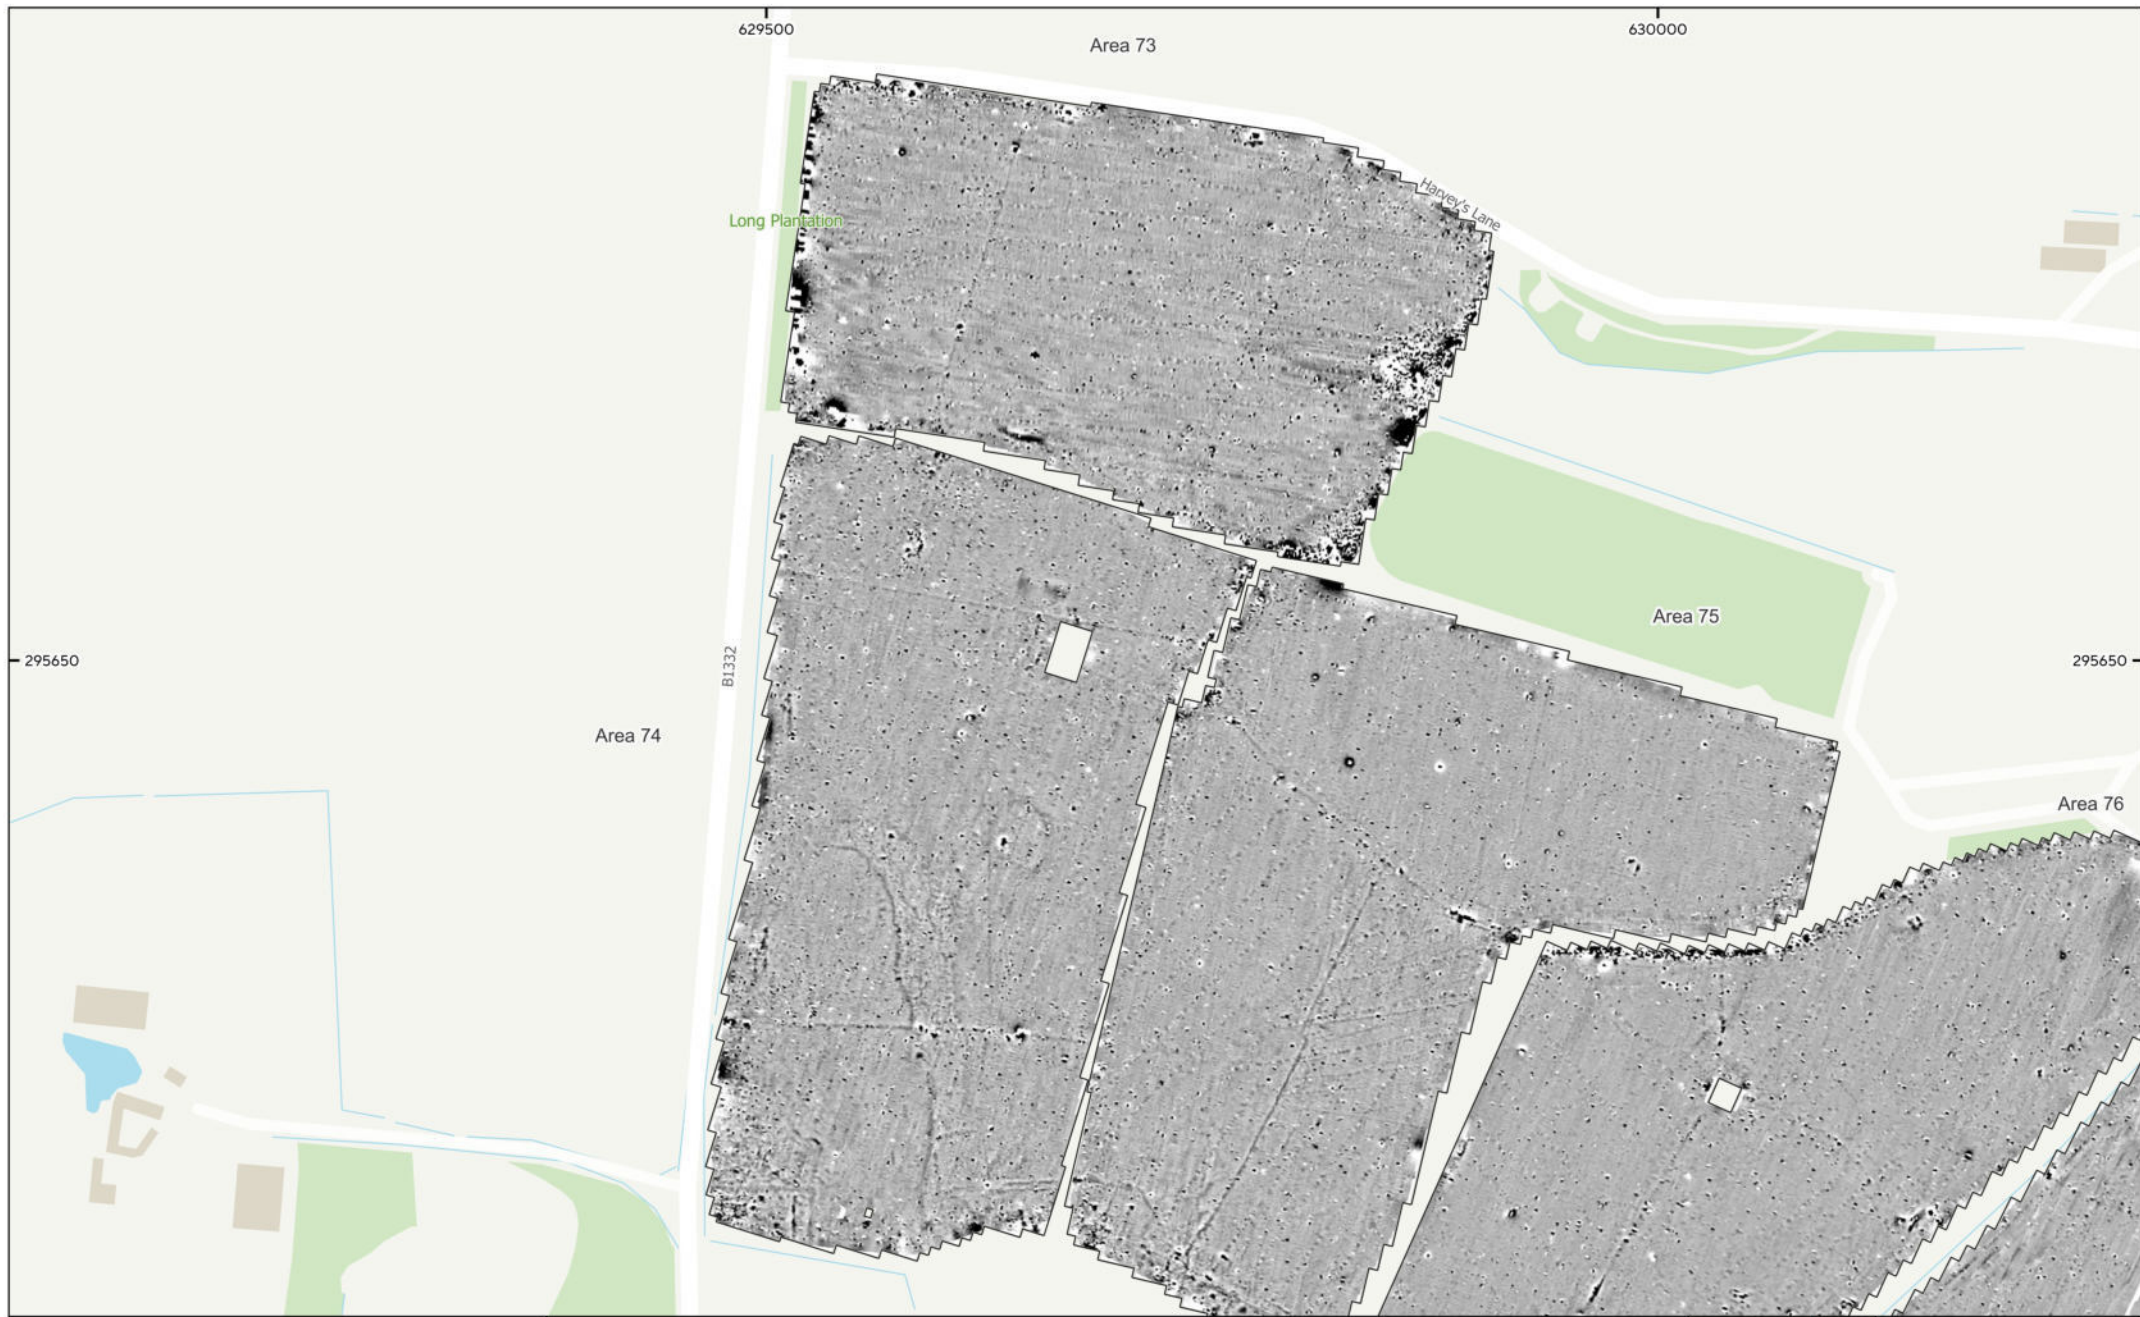 629500
630000
Area 73
Harvey's Lane
Long Plantation
Area 75
295650
B1332
295650
Area 74
Area 76